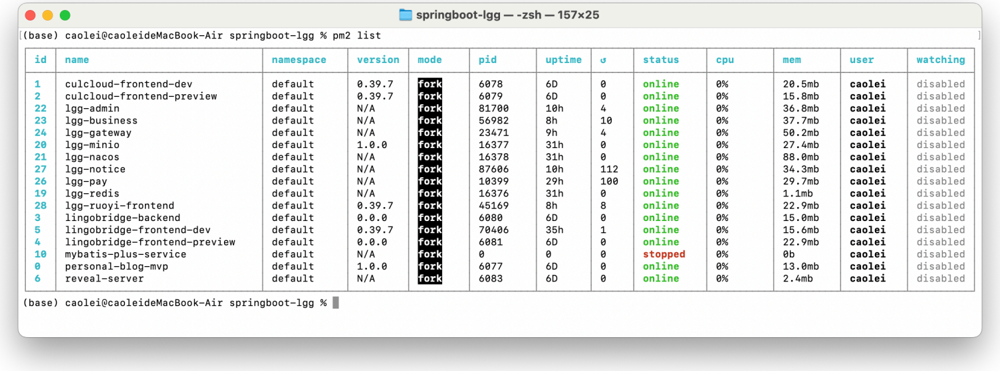 springboot-lgg — -zsh — 157×25
(base) caolei@caoleideMacBook-Air springboot-lgg % pm2 list
id name namespace version mode pid uptime ↺ status cpu mem user watching
1 culcloud-frontend-dev default 0.39.7 fork 6078 6D 0 online 0% 20.5mb caolei disabled
2 culcloud-frontend-preview default 0.39.7 fork 6079 6D 0 online 0% 15.8mb caolei disabled
22 lgg-admin default N/A fork 81700 10h 4 online 0% 36.8mb caolei disabled
23 lgg-business default N/A fork 56982 8h 10 online 0% 37.7mb caolei disabled
24 lgg-gateway default N/A fork 23471 9h 4 online 0% 50.2mb caolei disabled
20 lgg-minio default 1.0.0 fork 16377 31h 0 online 0% 27.4mb caolei disabled
21 lgg-nacos default N/A fork 16378 31h 0 online 0% 88.0mb caolei disabled
27 lgg-notice default N/A fork 87606 10h 112 online 0% 34.3mb caolei disabled
26 lgg-pay default N/A fork 10399 29h 100 online 0% 29.7mb caolei disabled
19 lgg-redis default N/A fork 16376 31h 0 online 0% 1.1mb caolei disabled
28 lgg-ruoyi-frontend default 0.39.7 fork 45169 8h 8 online 0% 22.9mb caolei disabled
3 lingobridge-backend default 0.0.0 fork 6080 6D 0 online 0% 15.0mb caolei disabled
5 lingobridge-frontend-dev default 0.39.7 fork 70406 35h 1 online 0% 15.6mb caolei disabled
4 lingobridge-frontend-preview default 0.0.0 fork 6081 6D 0 online 0% 22.9mb caolei disabled
10 mybatis-plus-service default N/A fork 0 0 0 stopped 0% 0b caolei disabled
0 personal-blog-mvp default 1.0.0 fork 6077 6D 0 online 0% 13.0mb caolei disabled
6 reveal-server default N/A fork 6083 6D 0 online 0% 2.4mb caolei disabled
(base) caolei@caoleideMacBook-Air springboot-lgg %